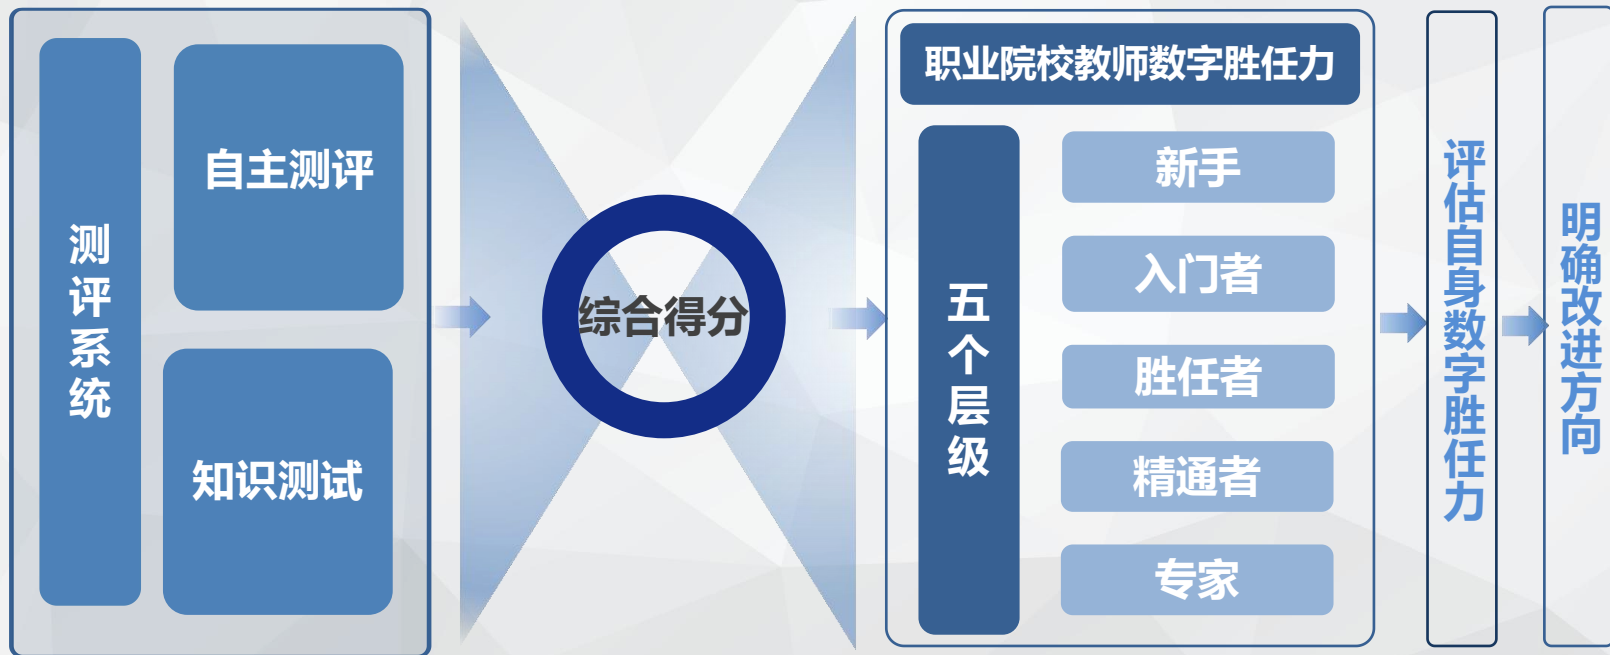 测评系统
自主测评
知识测试
综合得分
职业院校教师数字胜任力
五个层级
新手
入门者
胜任者
精通者
专家
评估自身数字胜任力
明确改进方向